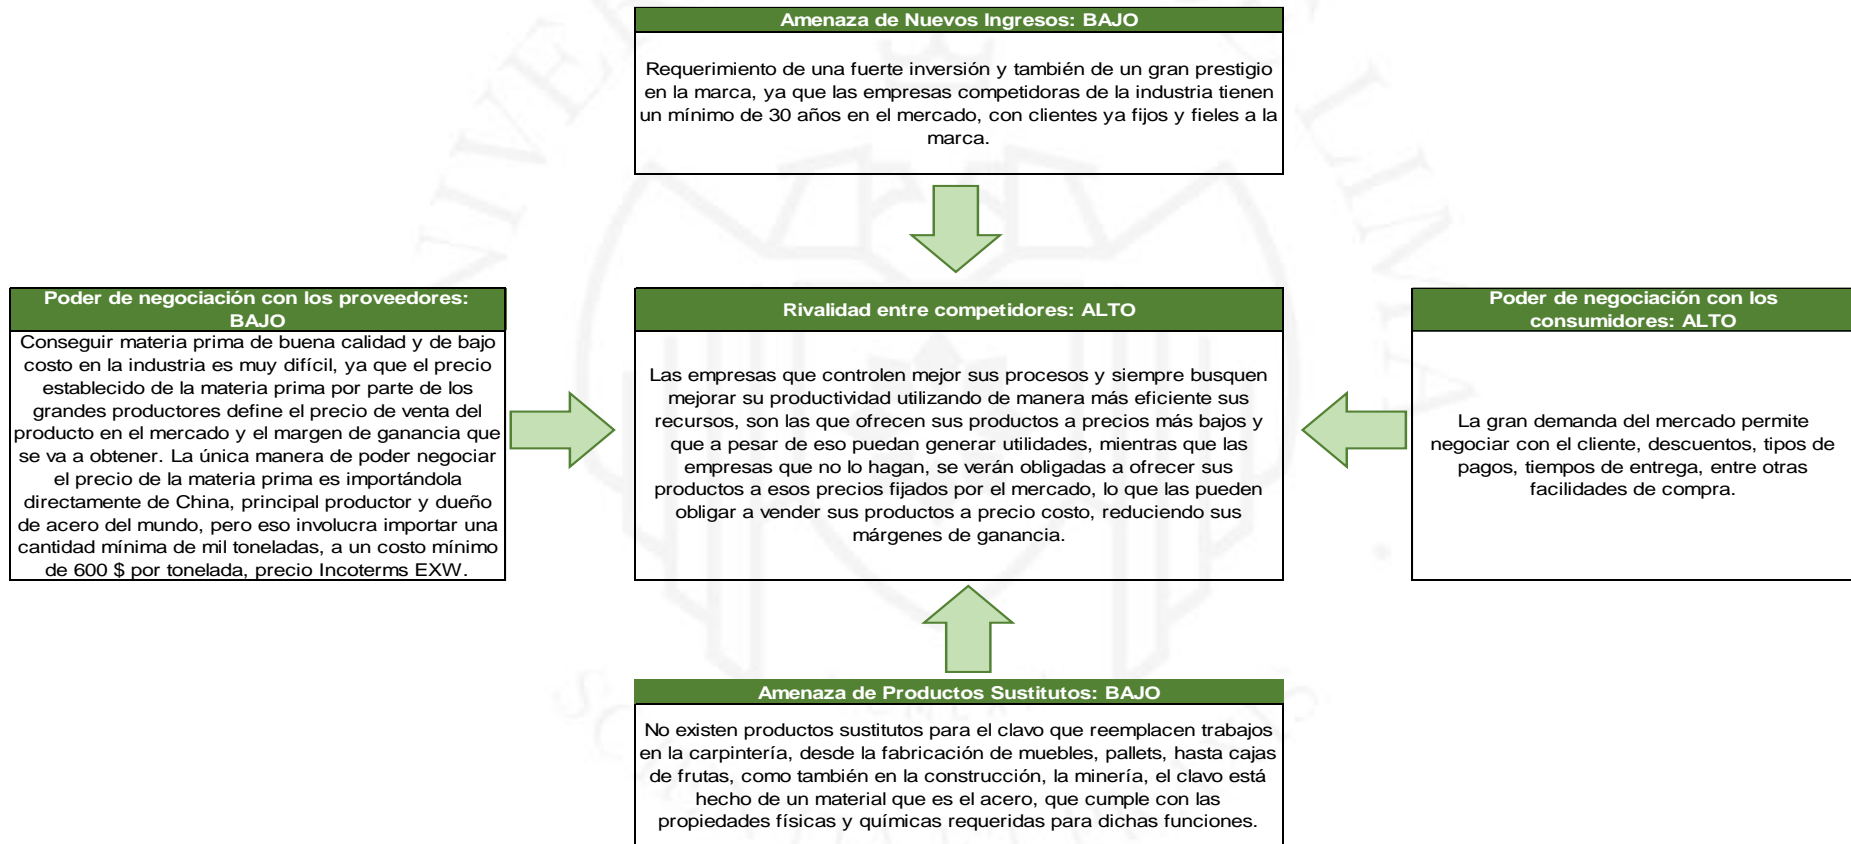 Amenaza de Nuevos Ingresos: BAJO
Requerimiento de una fuerte inversión y también de un gran prestigio
en la marca, ya que las empresas competidoras de la industria tienen
un mínimo de 30 años en el mercado, con clientes ya fijos y fieles a la
marca.
Poder de negociación con los proveedores:
BAJO
Conseguir materia prima de buena calidad y de bajo
costo en la industria es muy difícil, ya que el precio
establecido de la materia prima por parte de los
grandes productores define el precio de venta del
producto en el mercado y el margen de ganancia que
se va a obtener. La única manera de poder negociar
el precio de la materia prima es importándola
directamente de China, principal productor y dueño
de acero del mundo, pero eso involucra importar una
cantidad mínima de mil toneladas, a un costo mínimo
de 600 $ por tonelada, precio Incoterms EXW.
Rivalidad entre competidores: ALTO
Las empresas que controlen mejor sus procesos y siempre busquen
mejorar su productividad utilizando de manera más eficiente sus
recursos, son las que ofrecen sus productos a precios más bajos y
que a pesar de eso puedan generar utilidades, mientras que las
empresas que no lo hagan, se verán obligadas a ofrecer sus
productos a esos precios fijados por el mercado, lo que las pueden
obligar a vender sus productos a precio costo, reduciendo sus
márgenes de ganancia.
Poder de negociación con los
consumidores: ALTO
La gran demanda del mercado permite
negociar con el cliente, descuentos, tipos de
pagos, tiempos de entrega, entre otras
facilidades de compra.
Amenaza de Productos Sustitutos: BAJO
No existen productos sustitutos para el clavo que reemplacen trabajos
en la carpintería, desde la fabricación de muebles, pallets, hasta cajas
de frutas, como también en la construcción, la minería, el clavo está
hecho de un material que es el acero, que cumple con las
propiedades físicas y químicas requeridas para dichas funciones.